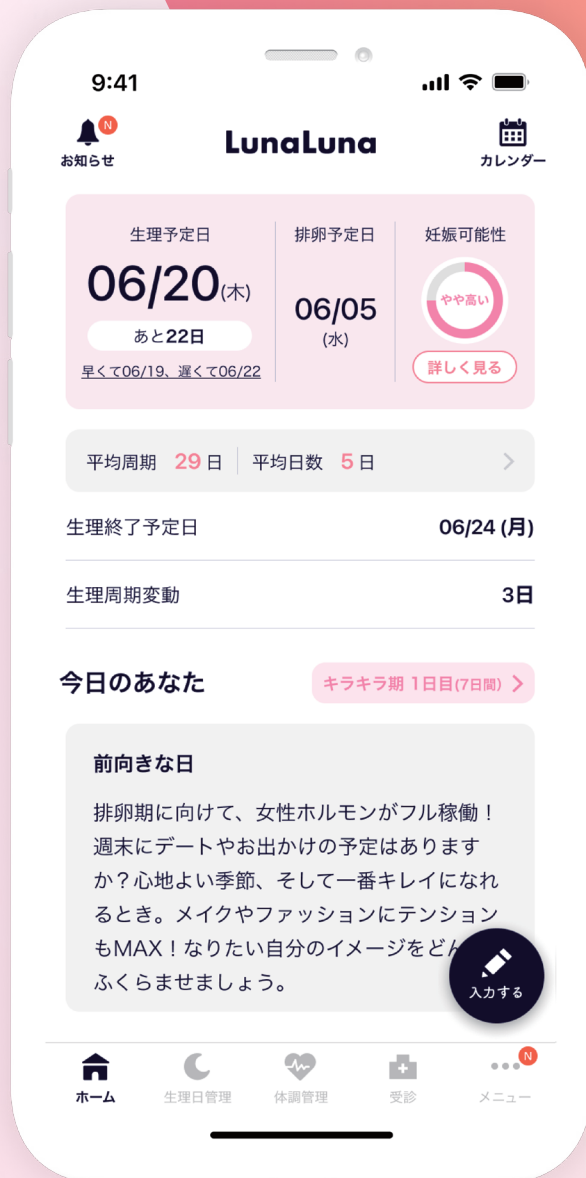 9:41
N
お知らせ
LunaLuna
カレンダー
生理予定日
06/20(木)
あと22日
早くて06/19、遅くて06/22
排卵予定日
06/05
(水)
妊娠可能性
やや高い
詳しく見る
平均周期 29日 平均日数 5日
生理終了予定日 06/24 (月)
生理周期変動 3日
今日のあなた キラキラ期 1日目(7日間)
前向きな日
排卵期に向けて、女性ホルモンがフル稼働！
週末にデートやお出かけの予定はあります
か？心地よい季節、そして一番キレイになれ
るとき。メイクやファッションにテンション
もMAX！なりたい自分のイメージをど
ふくらませましょう。
入力する
ホーム
生理日管理
体調管理
受診
N
メニュー